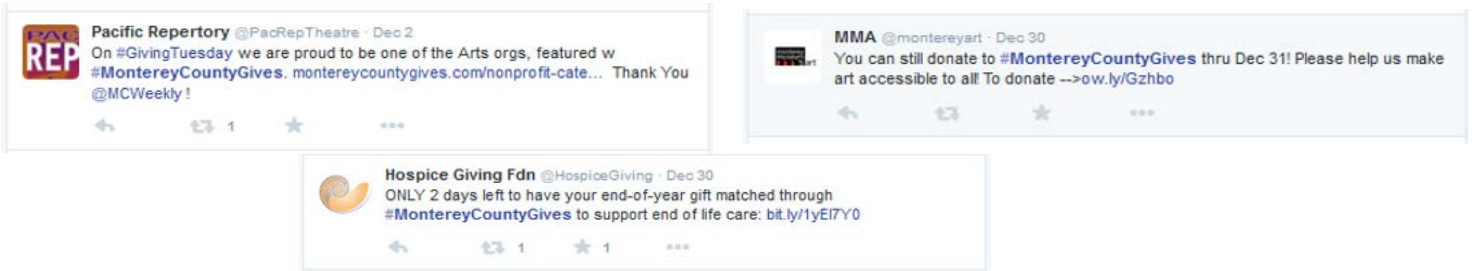 PAC
REP
Pacific Repertory @PacRepTheatre · Dec 2
On #GivingTuesday we are proud to be one of the Arts orgs, featured w
#MontereyCountyGives. montereycountygives.com/nonprofit-cate... Thank You
@MCWeekly !
1
MMA @montereyart · Dec 30
You can still donate to #MontereyCountyGives thru Dec 31! Please help us make
art accessible to all! To donate -->ow.ly/Gzhbo
Hospice Giving Fdn @HospiceGiving · Dec 30
ONLY 2 days left to have your end-of-year gift matched through
#MontereyCountyGives to support end of life care: bit.ly/1yEl7Y0
1 1